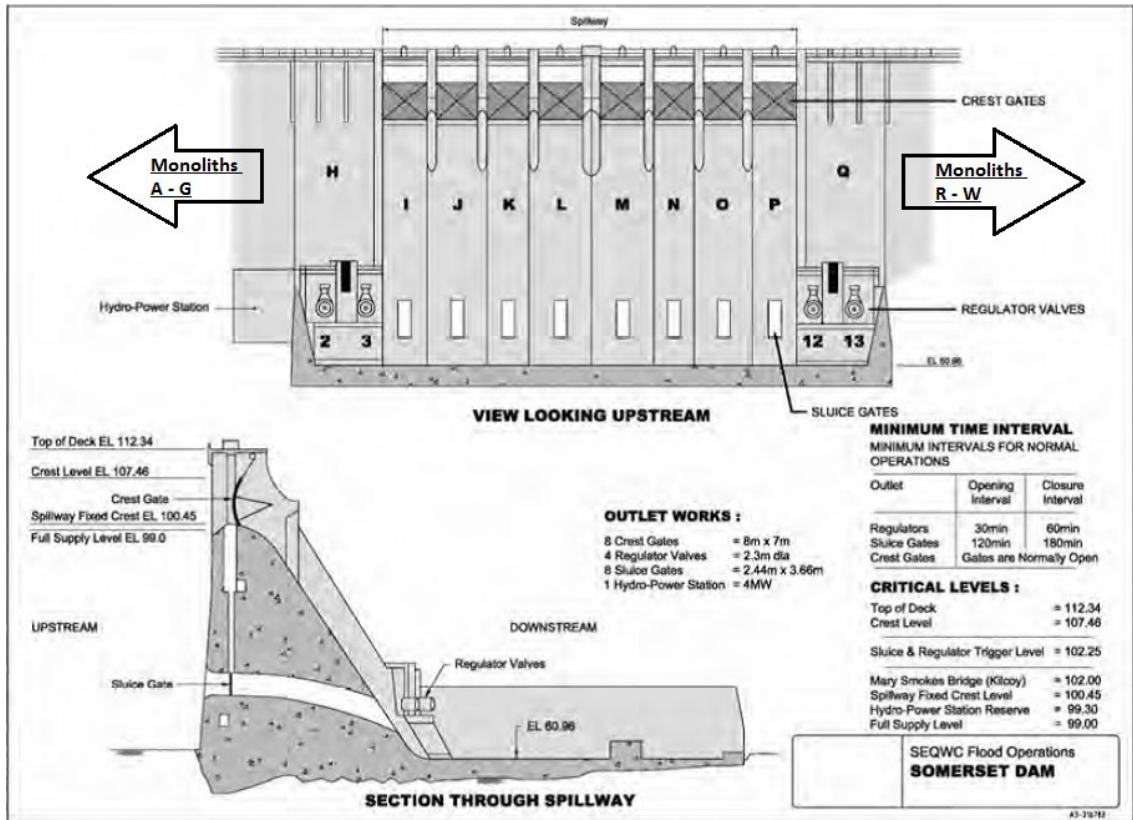 Spillway
CREST GATES
Monoliths
A - G
Monoliths
R - W
H
Q
I
J
K
L
M
N
O
P
Hydro-Power Station
REGULATOR VALVES
2
3
12
13
EL 60.96
VIEW LOOKING UPSTREAM
SLUICE GATES
Top of Deck EL 112.34
Crest Level EL 107.46
Crest Gate
Spillway Fixed Crest EL 100.45
Full Supply Level EL 99.0
UPSTREAM
Sluice Gate
DOWNSTREAM
Regulator Valves
EL 60.96
SECTION THROUGH SPILLWAY
OUTLET WORKS :
8 Crest Gates = 8m x 7m
4 Regulator Valves = 2.3m dia
8 Sluice Gates = 2.44m x 3.66m
1 Hydro-Power Station = 4MW
MINIMUM TIME INTERVAL
MINIMUM INTERVALS FOR NORMAL
OPERATIONS
Outlet Opening Closure
Interval Interval
Regulators 30min 60min
Sluice Gates 120min 180min
Crest Gates Gates are Normally Open
CRITICAL LEVELS :
Top of Deck = 112.34
Crest Level = 107.46
Sluice & Regulator Trigger Level = 102.25
Mary Smokes Bridge (Kilcoy) = 102.00
Spillway Fixed Crest Level = 100.45
Hydro-Power Station Reserve = 99.30
Full Supply Level = 99.00
SEQWC Flood Operations
SOMERSET DAM